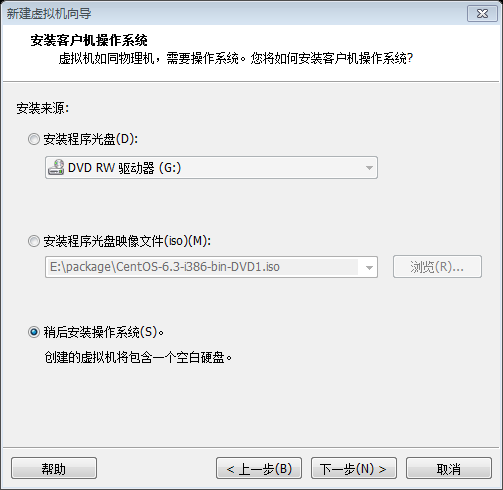 新建虚拟机向导
安装客户机操作系统
虚拟机如同物理机，需要操作系统。您将如何安装客户机操作系统?
安装来源:
安装程序光盘(D):
DVD RW 驱动器 (G:)
安装程序光盘映像文件(iso)(M):
E:\package\CentOS-6.3-i386-bin-DVD1.iso
浏览(R)...
稍后安装操作系统(S)。
创建的虚拟机将包含一个空白硬盘。
帮助
< 上一步(B)
下一步(N) >
取消